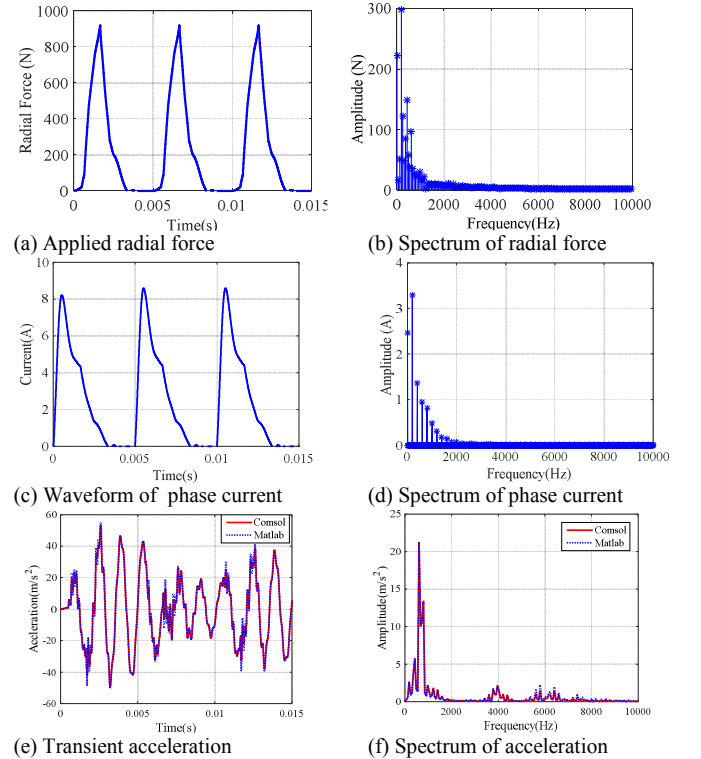 1000
800
600
400
200
0
Radial Force (N)
0 0.005 0.01 0.015
Time(s)
(a) Applied radial force
300
200
100
0
Amplitude (N)
0 2000 4000 6000 8000 10000
Frequency(Hz)
(b) Spectrum of radial force
10
8
6
4
2
0
Current(A)
0 0.005 0.01 0.015
Time(s)
(c) Waveform of phase current
4
3
2
1
0
Amplitude (A)
0 2000 4000 6000 8000 10000
Frequency(Hz)
(d) Spectrum of phase current
60
40
20
0
-20
-40
-60
Accleration(m/s2)
Comsol
Matlab
0 0.005 0.01 0.015
Time(s)
(e) Transient acceleration
25
20
15
10
5
0
Amplitude(m/s2)
Comsol
Matlab
0 2000 4000 6000 8000 10000
Frequency(Hz)
(f) Spectrum of acceleration